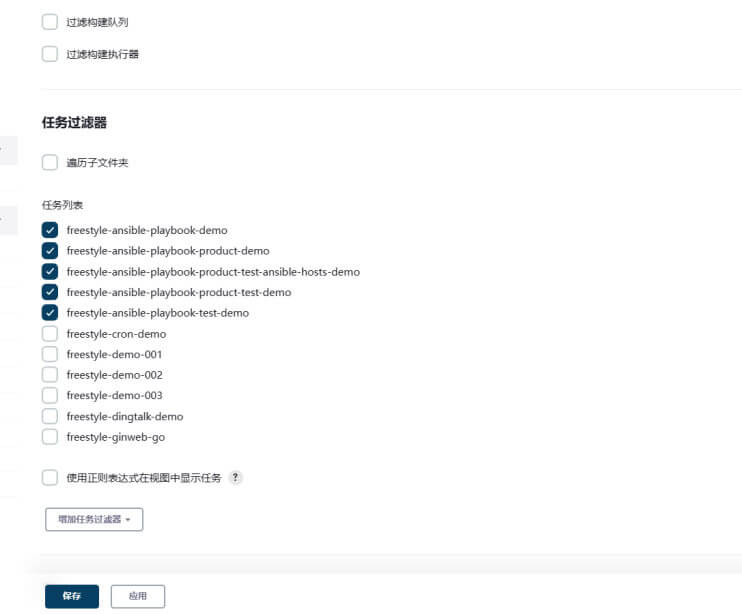 过滤构建队列
过滤构建执行器
任务过滤器
遍历子文件夹
任务列表
freestyle-ansible-playbook-demo
freestyle-ansible-playbook-product-demo
freestyle-ansible-playbook-product-test-ansible-hosts-demo
freestyle-ansible-playbook-product-test-demo
freestyle-ansible-playbook-test-demo
freestyle-cron-demo
freestyle-demo-001
freestyle-demo-002
freestyle-demo-003
freestyle-dingtalk-demo
freestyle-ginweb-go
使用正则表达式在视图中显示任务 ?
增加任务过滤器
保存 应用